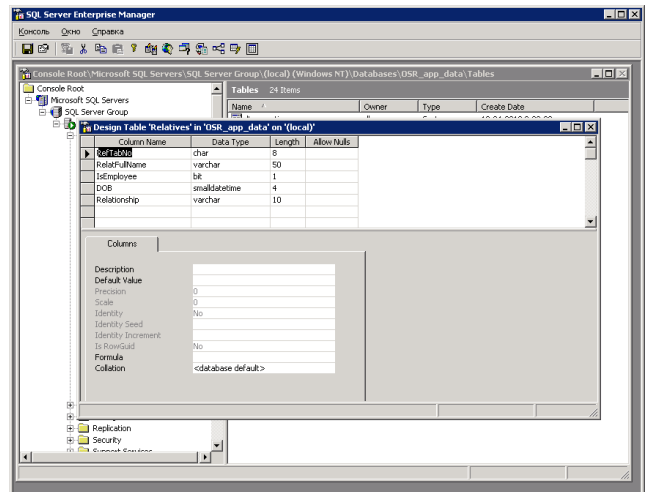 SQL Server Enterprise Manager
Консоль Окно Справка
Console Root\Microsoft SQL Servers\SQL Server Group\(local) (Windows NT)\Databases\OSR_app_data\Tables
Console Root
Microsoft SQL Servers
SQL Server Group
Tables 24 Items
Name Owner Type Create Date
Design Table 'Relatives' in 'OSR_app_data' on '(local)'
Column Name Data Type Length Allow Nulls
RefTabNo char 8
RelatFullName varchar 50
IsEmployee bit 1
DOB smalldatetime 4
Relationship varchar 10
Columns
Description
Default Value
Precision 0
Scale 0
Identity No
Identity Seed
Identity Increment
Is RowGuid No
Formula
Collation <database default>
Replication
Security
Support Services